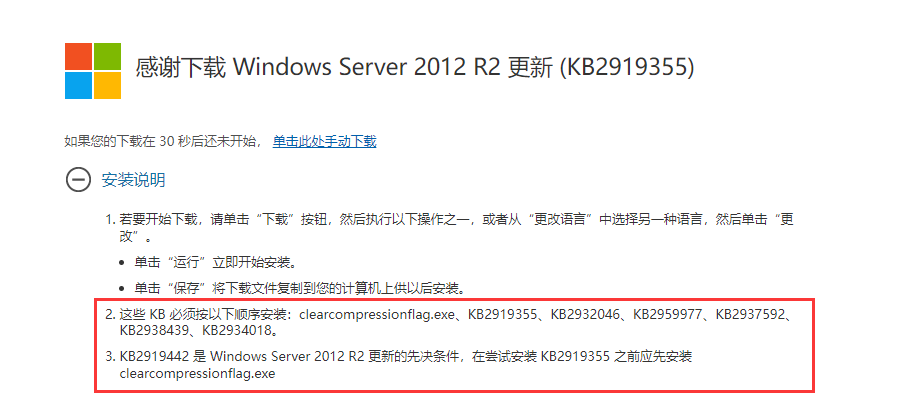 感谢下载 Windows Server 2012 R2 更新 (KB2919355)
如果您的下载在 30 秒后还未开始， 单击此处手动下载
安装说明
1. 若要开始下载，请单击“下载”按钮，然后执行以下操作之一，或者从“更改语言”中选择另一种语言，然后单击“更
改”。
• 单击“运行”立即开始安装。
• 单击“保存”将下载文件复制到您的计算机上供以后安装。
2. 这些 KB 必须按以下顺序安装：clearcompressionflag.exe、KB2919355、KB2932046、KB2959977、KB2937592、
KB2938439、KB2934018。
3. KB2919442 是 Windows Server 2012 R2 更新的先决条件，在尝试安装 KB2919355 之前应先安装
clearcompressionflag.exe